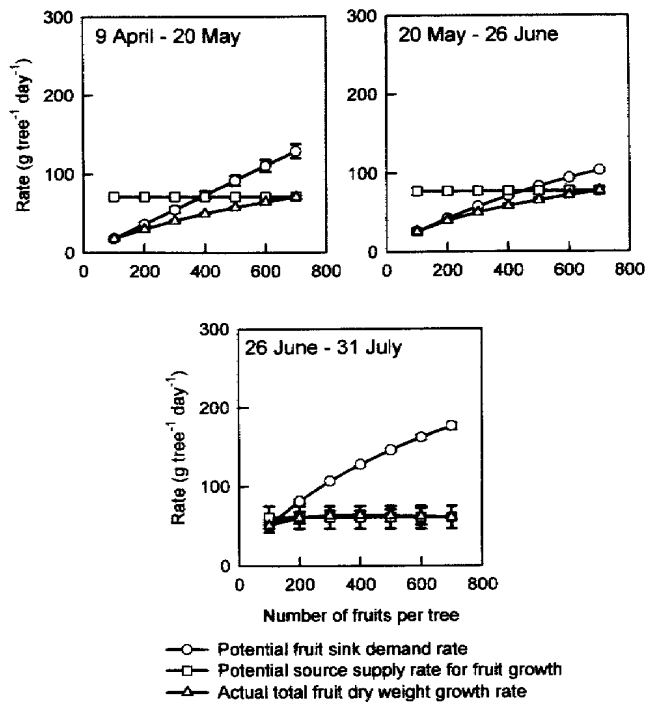 9 April - 20 May
20 May - 26 June
Rate (g tree⁻¹ day⁻¹)
300
200
100
0
300
200
100
0
0 200 400 600 800
0 200 400 600 800
26 June - 31 July
Rate (g tree⁻¹ day⁻¹)
300
200
100
0
0 200 400 600 800
Number of fruits per tree
Potential fruit sink demand rate
Potential source supply rate for fruit growth
Actual total fruit dry weight growth rate